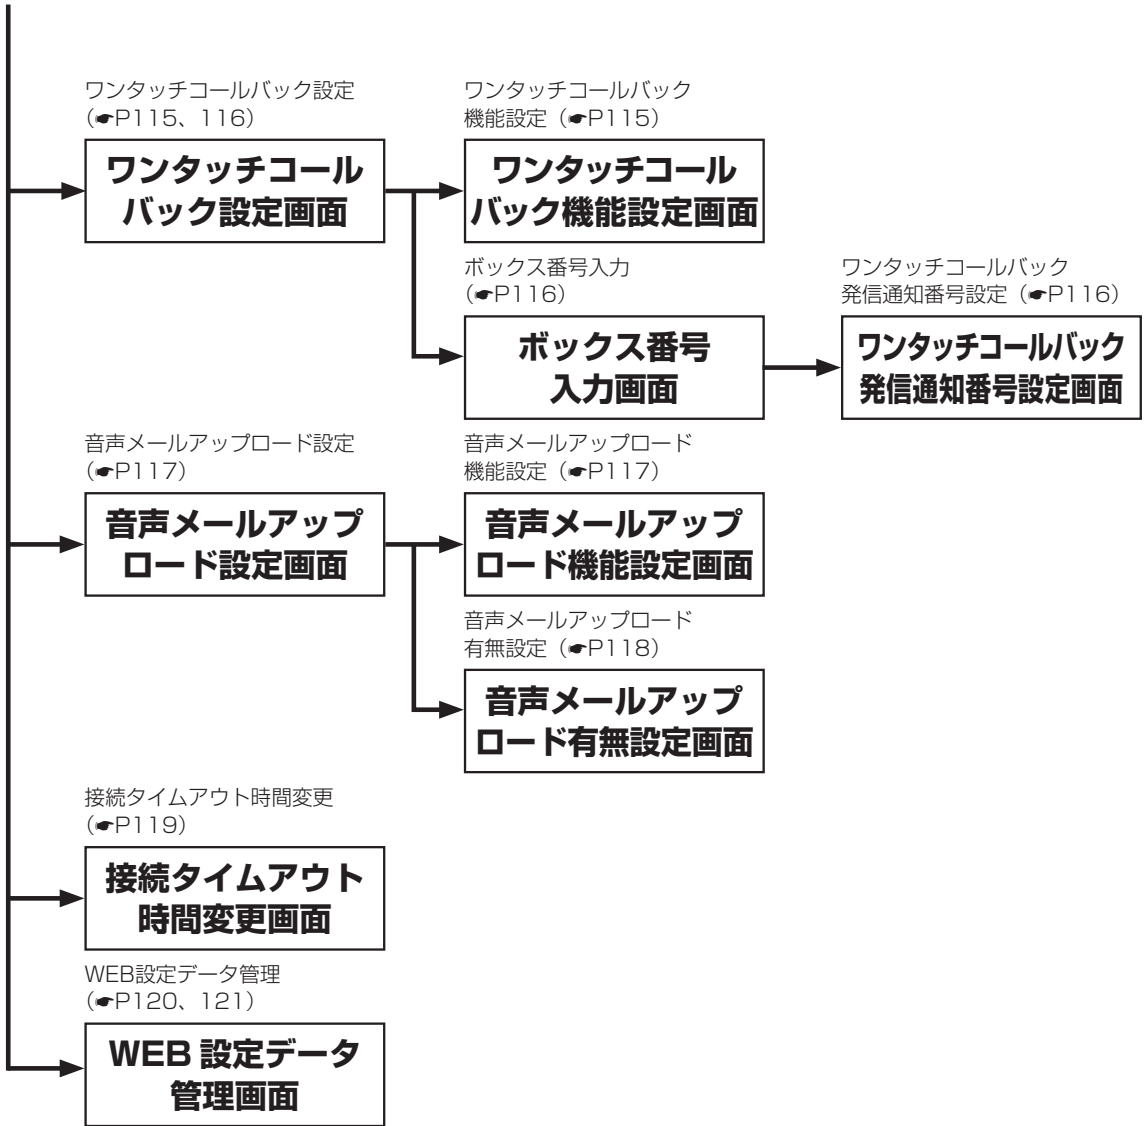 ワンタッチコールバック設定
(☛P115、116)
ワンタッチコール
バック設定画面
ワンタッチコールバック
機能設定（☛P115）
ワンタッチコール
バック機能設定画面
ボックス番号入力
(☛P116)
ボックス番号
入力画面
ワンタッチコールバック
発信通知番号設定（☛P116）
ワンタッチコールバック
発信通知番号設定画面
音声メールアップロード設定
(☛P117)
音声メールアップ
ロード設定画面
音声メールアップロード
機能設定（☛P117）
音声メールアップ
ロード機能設定画面
音声メールアップロード
有無設定（☛P118）
音声メールアップ
ロード有無設定画面
接続タイムアウト時間変更
(☛P119)
接続タイムアウト
時間変更画面
WEB設定データ管理
(☛P120、121)
WEB 設定データ
管理画面